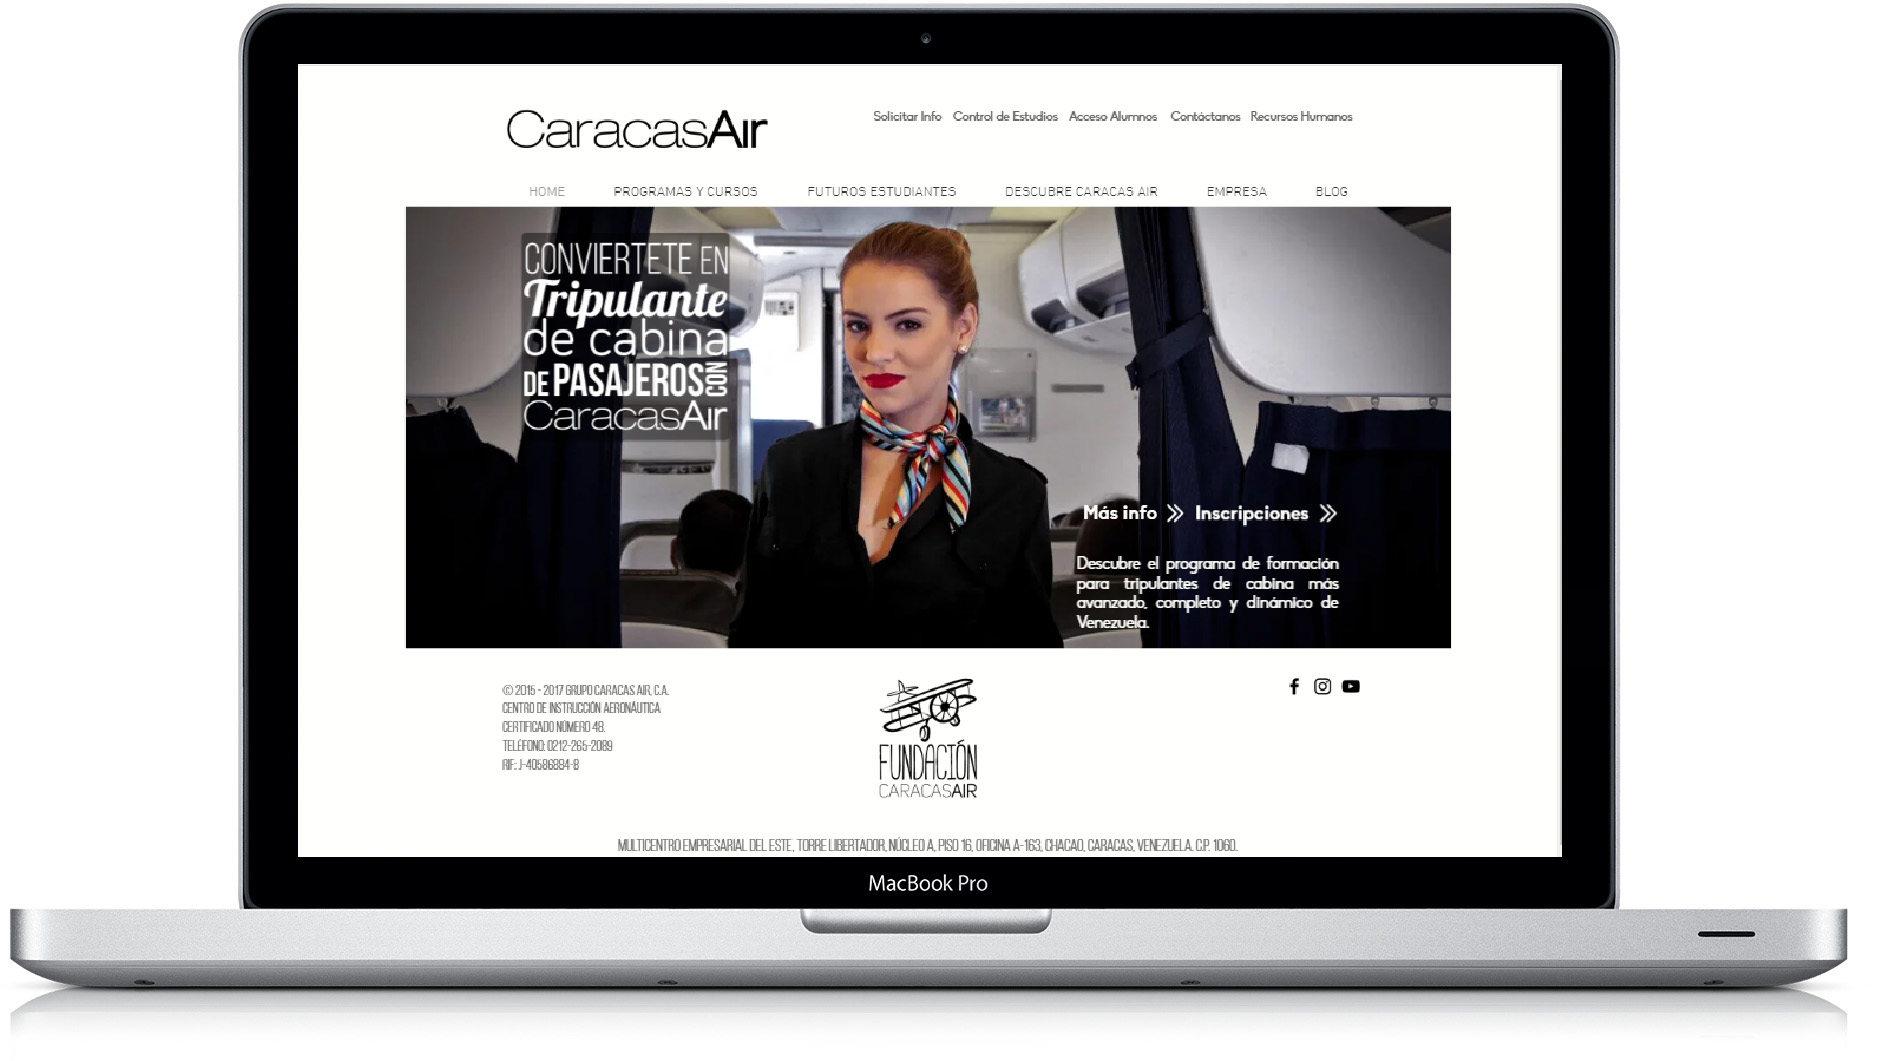 CaracasAir
Solicitar Info Control de Estudios Acceso Alumnos Contáctanos Recursos Humanos
HOME PROGRAMAS Y CURSOS FUTUROS ESTUDIANTES DESCUBRE CARACAS AIR EMPRESA BLOG
CONVIERTETE EN
Tripulante
de cabina
DE PASAJEROS CON
CaracasAir
Más info Inscripciones
Descubre el programa de formación
para tripulantes de cabina más
avanzado, completo y dinámico de
Venezuela.
© 2015 - 2017 GRUPO CARACAS AIR, C.A.
CENTRO DE INSTRUCCIÓN AERONÁUTICA.
CERTIFICADO NÚMERO 48.
TELÉFONO: 0212-265-2089
RIF: J-40586884-8
FUNDACIÓN
CARACASAIR
MULTICENTRO EMPRESARIAL DEL ESTE, TORRE LIBERTADOR, NÚCLEO A, PISO 16, OFICINA A-163, CHACAO, CARACAS, VENEZUELA. C.P. 1060.
MacBook Pro